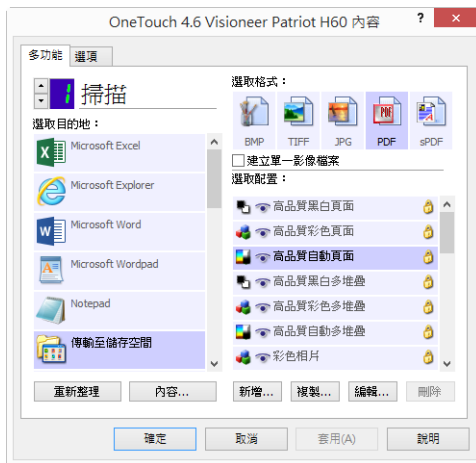 OneTouch 4.6 Visioneer Patriot H60 內容
?
×
多功能
選項
1
掃描
選取目的地：
Microsoft Excel
Microsoft Explorer
Microsoft Word
Microsoft Wordpad
Notepad
傳輸至儲存空間
重新整理
內容...
選取格式：
BMP
TIFF
JPG
PDF
sPDF
建立單一影像檔案
選取配置：
高品質黑白頁面
高品質彩色頁面
高品質自動頁面
高品質黑白多堆疊
高品質彩色多堆疊
高品質自動多堆疊
彩色相片
新增...
複製...
編輯...
刪除
確定
取消
套用(A)
說明